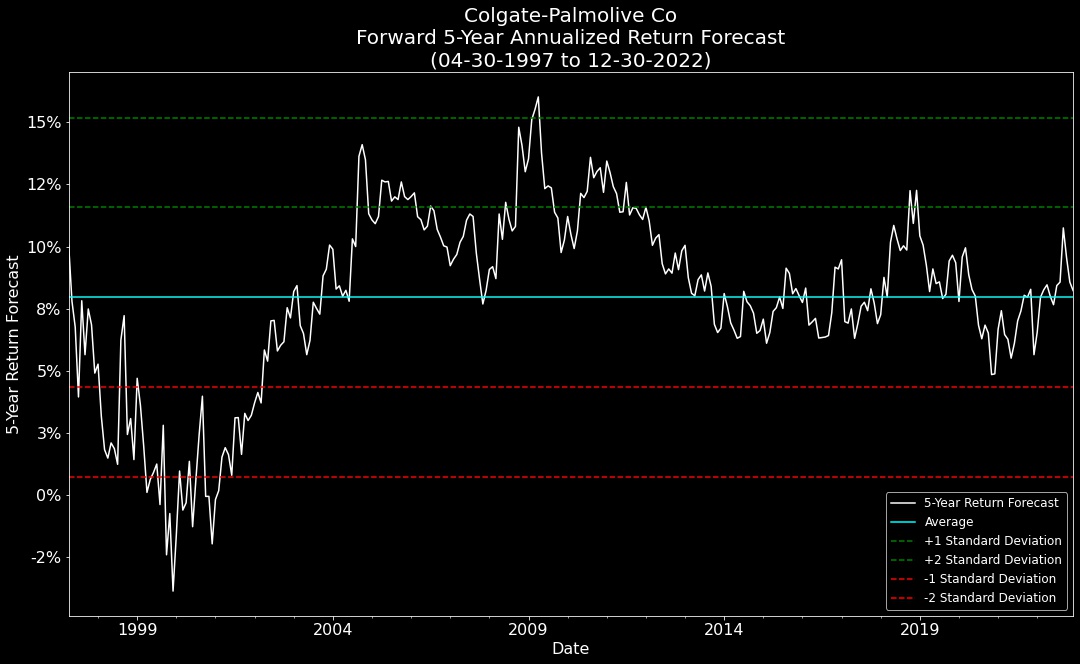 Colgate-Palmolive Co
Forward 5-Year Annualized Return Forecast
(04-30-1997 to 12-30-2022)
5-Year Return Forecast
15%
12%
10%
8%
5%
3%
0%
-2%
5-Year Return Forecast
Average
+1 Standard Deviation
+2 Standard Deviation
-1 Standard Deviation
-2 Standard Deviation
1999 2004 2009 2014 2019
Date